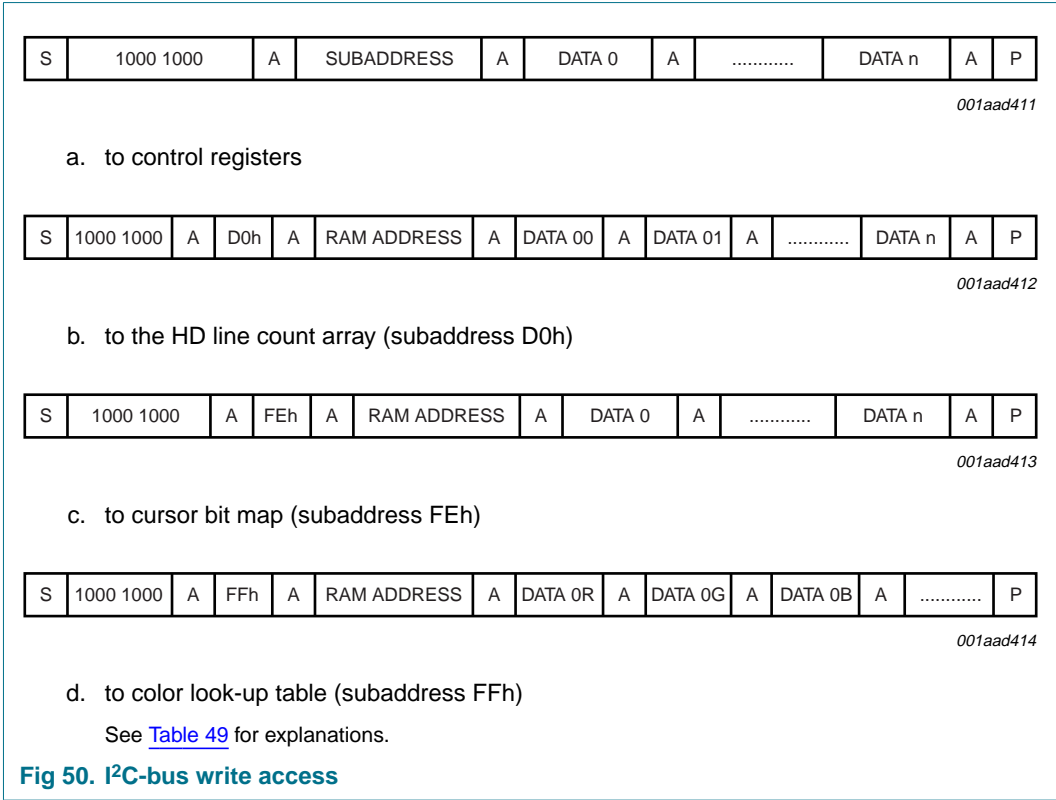 S 1000 1000 A SUBADDRESS A DATA 0 A ............ DATA n A P
001aad411
a. to control registers
S 1000 1000 A D0h A RAM ADDRESS A DATA 00 A DATA 01 A ............ DATA n A P
001aad412
b. to the HD line count array (subaddress D0h)
S 1000 1000 A FEh A RAM ADDRESS A DATA 0 A ............ DATA n A P
001aad413
c. to cursor bit map (subaddress FEh)
S 1000 1000 A FFh A RAM ADDRESS A DATA 0R A DATA 0G A DATA 0B A ............ P
001aad414
d. to color look-up table (subaddress FFh)
See Table 49 for explanations.
Fig 50. I²C-bus write access